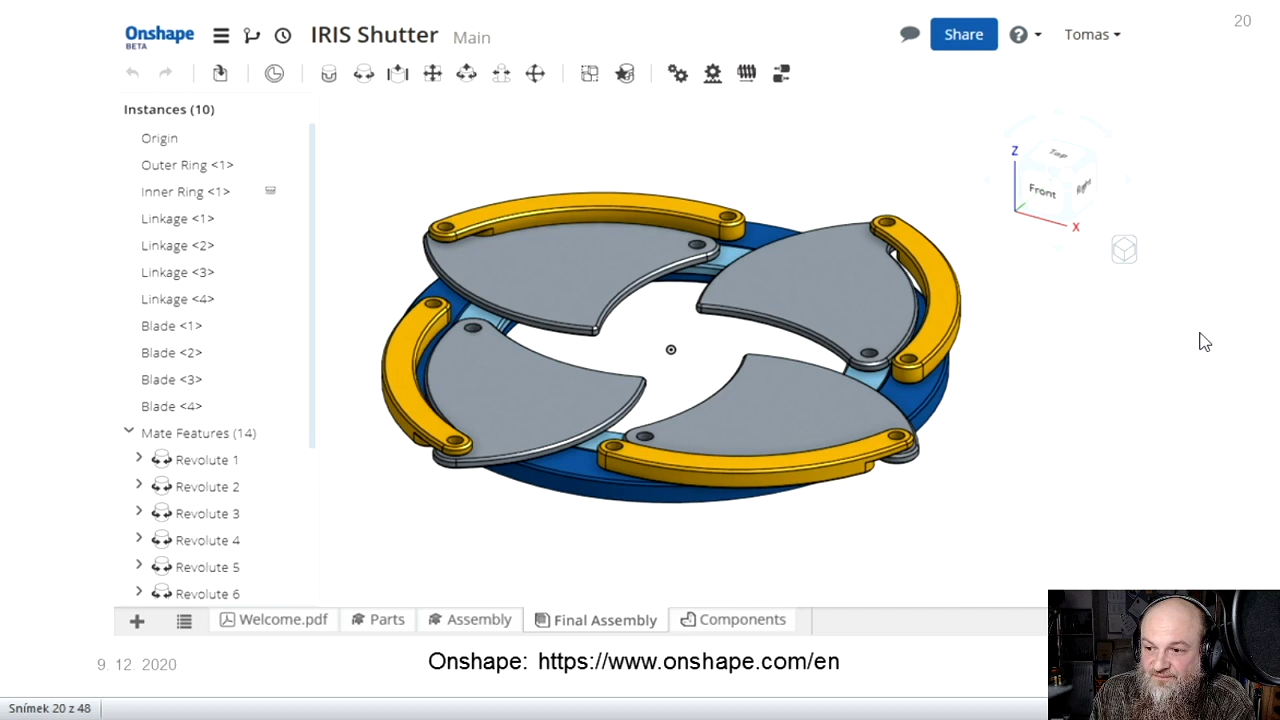 20
Onshape
BETA
IRIS Shutter Main
Share
Tomas
Instances (10)
Origin
Outer Ring <1>
Inner Ring <1>
Linkage <1>
Linkage <2>
Linkage <3>
Linkage <4>
Blade <1>
Blade <2>
Blade <3>
Blade <4>
Mate Features (14)
Revolute 1
Revolute 2
Revolute 3
Revolute 4
Revolute 5
Revolute 6
Z
Top
Front
Right
X
Welcome.pdf
Parts
Assembly
Final Assembly
Components
9. 12. 2020
Onshape: https://www.onshape.com/en
Snímek 20 z 48